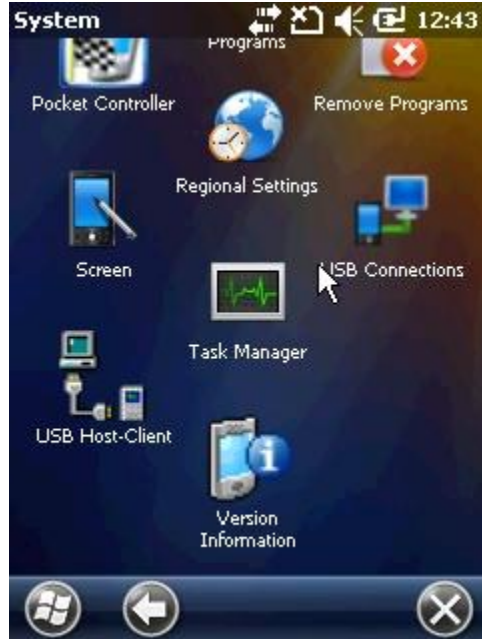 System 12:43
Programs
Pocket Controller
Remove Programs
Regional Settings
Screen
USB Connections
Task Manager
USB Host-Client
Version
Information